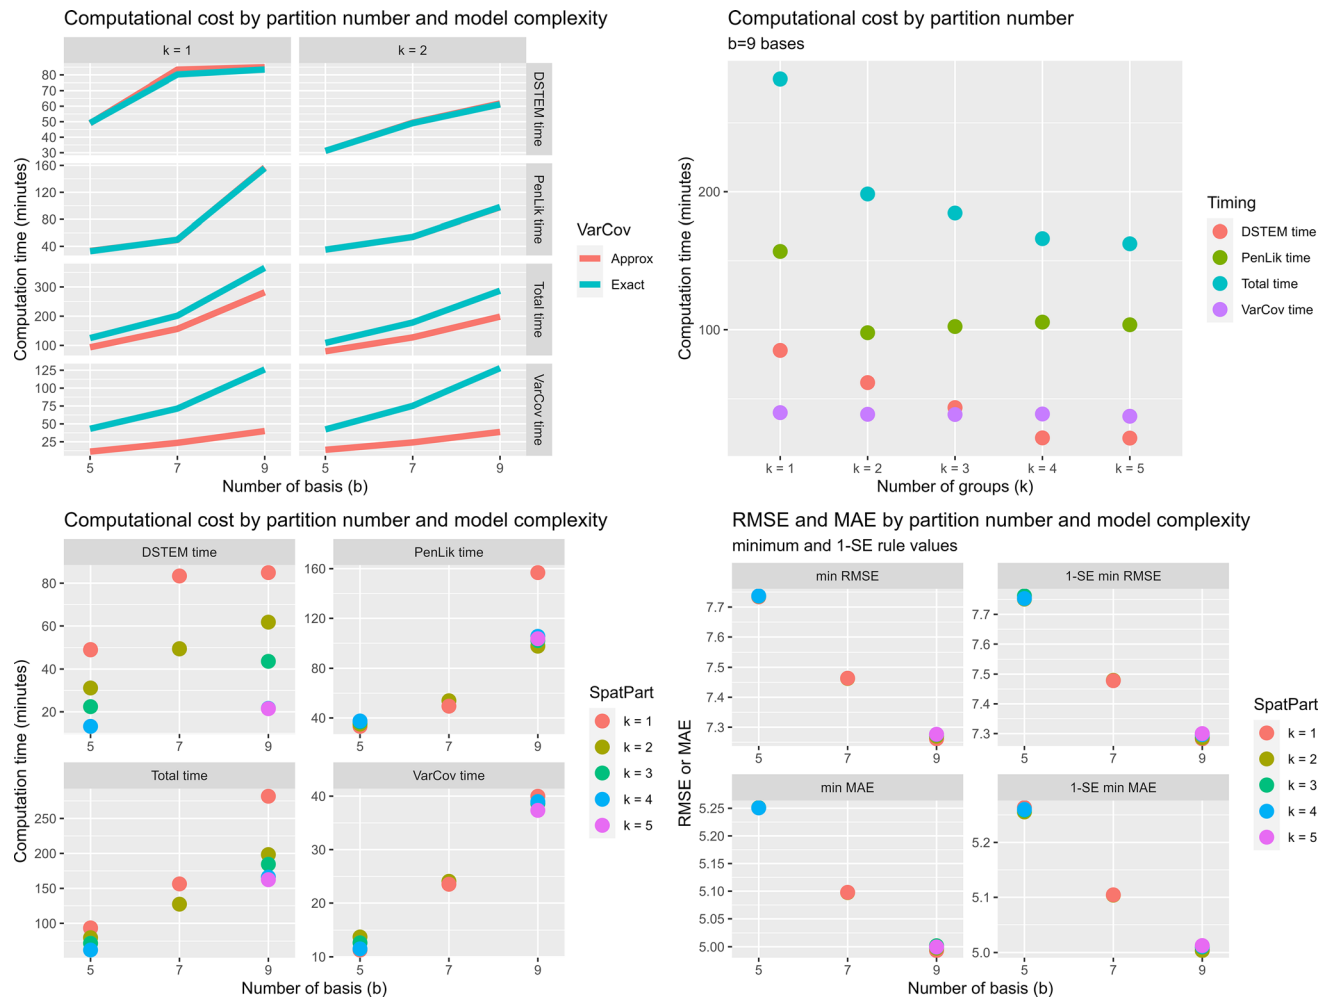 Computational cost by partition number and model complexity
k = 1
k = 2
80
70
60
50
40
30
DSTEM time
160
120
80
40
PenLik time
300
200
100
Total time
125
75
50
25
VarCov time
Computation time (minutes)
5
7
9
5
7
9
Number of basis (b)
VarCov
Approx
Exact
Computational cost by partition number
b=9 bases
Computation time (minutes)
200
100
k = 1
k = 2
k = 3
k = 4
k = 5
Number of groups (k)
Timing
DSTEM time
PenLik time
Total time
VarCov time
Computational cost by partition number and model complexity
Computation time (minutes)
DSTEM time
80
60
40
20
5
7
9
PenLik time
160
120
80
40
5
7
9
Total time
250
200
150
100
5
7
9
VarCov time
40
30
20
10
5
7
9
Number of basis (b)
SpatPart
k = 1
k = 2
k = 3
k = 4
k = 5
RMSE and MAE by partition number and model complexity
minimum and 1-SE rule values
RMSE or MAE
min RMSE
7.7
7.6
7.5
7.4
7.3
5
7
9
1-SE min RMSE
7.7
7.6
7.5
7.4
7.3
5
7
9
min MAE
5.25
5.20
5.15
5.10
5.05
5.00
5
7
9
1-SE min MAE
5.2
5.1
5.0
5
7
9
Number of basis (b)
SpatPart
k = 1
k = 2
k = 3
k = 4
k = 5